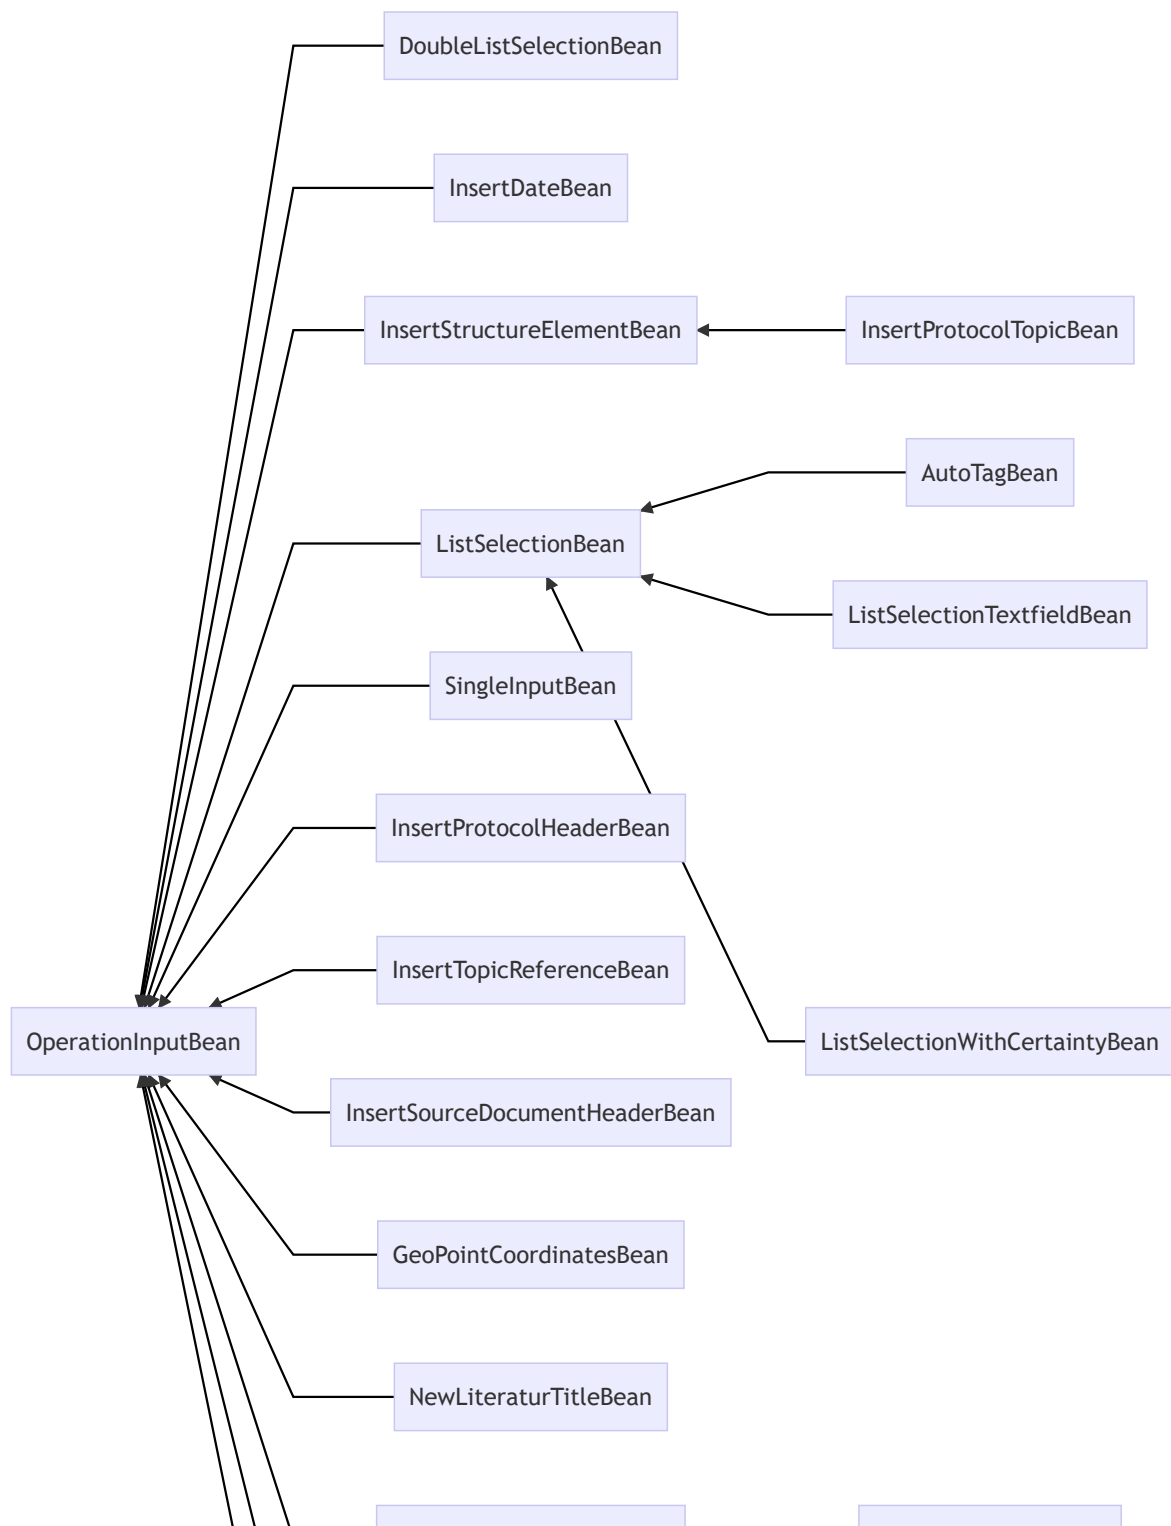 DoubleListSelectionBean
InsertDateBean
InsertStructureElementBean
InsertProtocolTopicBean
AutoTagBean
ListSelectionBean
ListSelectionTextfieldBean
SingleInputBean
InsertProtocolHeaderBean
InsertTopicReferenceBean
OperationInputBean
ListSelectionWithCertaintyBean
InsertSourceDocumentHeaderBean
GeoPointCoordinatesBean
NewLiteraturTitleBean